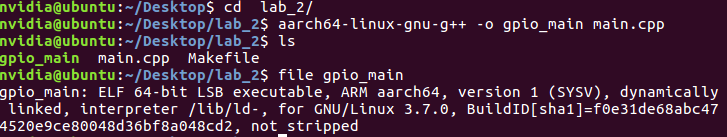 nvidia@ubuntu:~/Desktop$ cd  lab_2/
nvidia@ubuntu:~/Desktop/lab_2$ aarch64-linux-gnu-g++ -o gpio_main main.cpp
nvidia@ubuntu:~/Desktop/lab_2$ ls
gpio_main  main.cpp  Makefile
nvidia@ubuntu:~/Desktop/lab_2$ file gpio_main
gpio_main: ELF 64-bit LSB executable, ARM aarch64, version 1 (SYSV), dynamically
 linked, interpreter /lib/ld-, for GNU/Linux 3.7.0, BuildID[sha1]=f0e31de68abc47
4520e9ce80048d36bf8a048cd2, not stripped